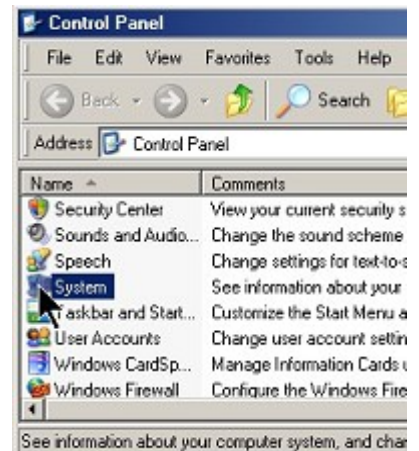 Control Panel
File Edit View Favorites Tools Help
Back Search
Address Control Panel
Name Comments
Security Center View your current security s
Sounds and Audio... Change the sound scheme
Speech Change settings for text-to-s
System See information about your
Taskbar and Start... Customize the Start Menu a
User Accounts Change user account settin
Windows CardSp... Manage Information Cards u
Windows Firewall Configure the Windows Fire
See information about your computer system, and chan